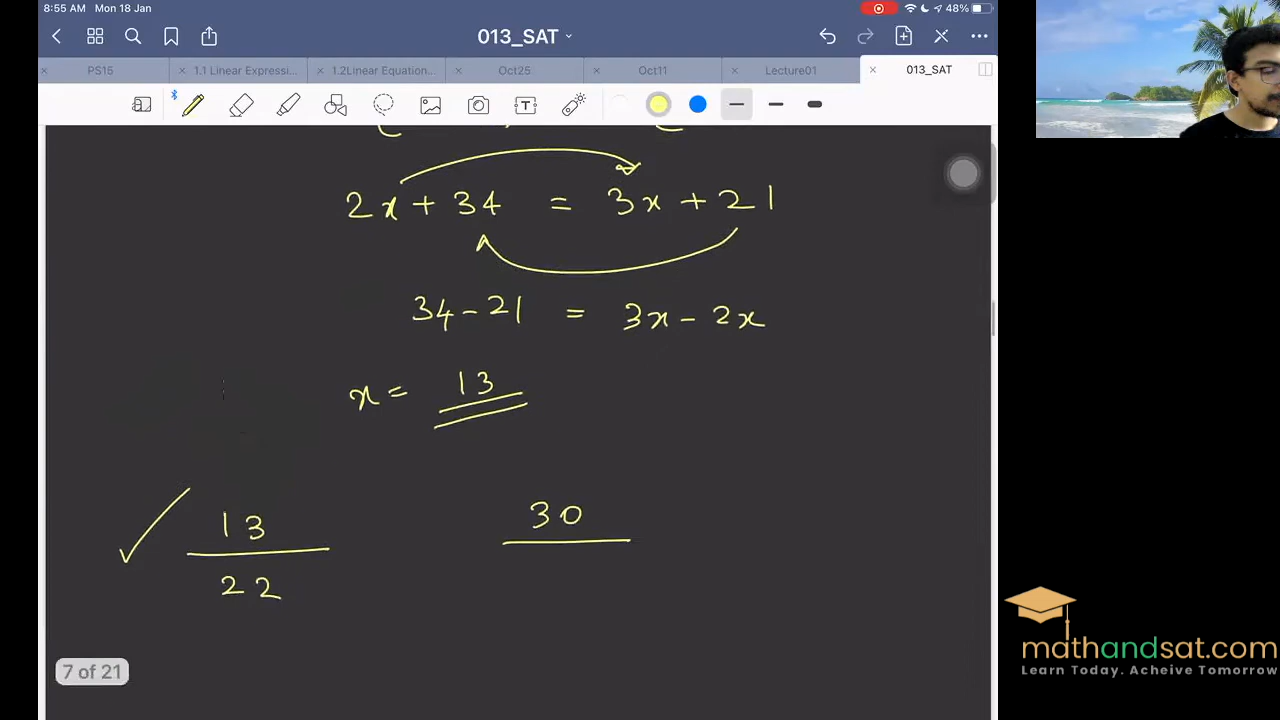 8:55 AM Mon 18 Jan
48%
013_SAT
PS15
1.1 Linear Expressi...
1.2Linear Equation...
Oct25
Oct11
Lecture01
013_SAT
2x + 34 = 3x + 21
34 - 21 = 3x - 2x
x = 13
13
30
22
7 of 21
mathandsat.com
Learn Today. Acheive Tomorrow